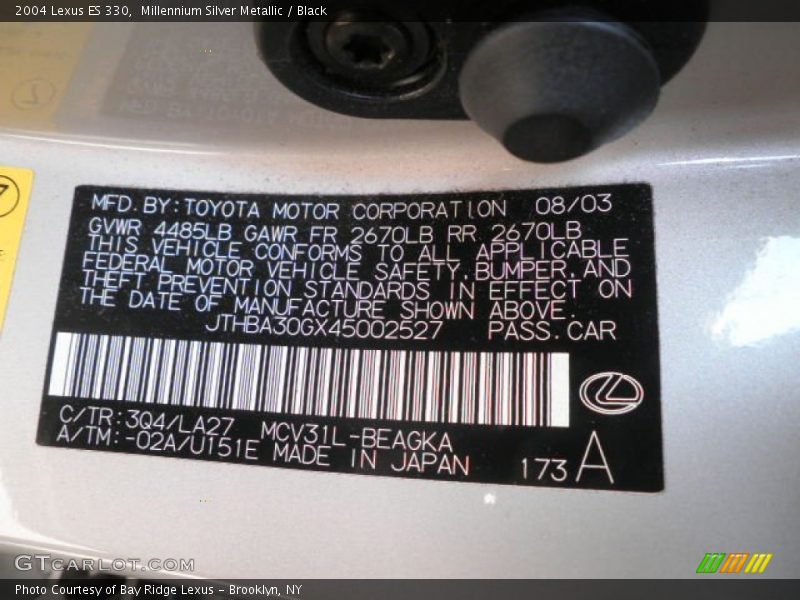 2004 Lexus ES 330,  Millennium Silver Metallic / Black
MFD. BY: TOYOTA MOTOR CORPORATION 08/03
GVWR 4485LB GAWR FR 2670LB RR 2670LB
THIS VEHICLE CONFORMS TO ALL APPLICABLE
FEDERAL MOTOR VEHICLE SAFETY, BUMPER, AND
THEFT PREVENTION STANDARDS IN EFFECT ON
THE DATE OF MANUFACTURE SHOWN ABOVE.
JTHBA30GX45002527 PASS. CAR
C/TR: 3Q4/LA27 MCV31L-BEAGKA
A/TM: -02A/U151E MADE IN JAPAN 173 A
GTCARLOT.COM
Photo Courtesy of Bay Ridge Lexus - Brooklyn, NY